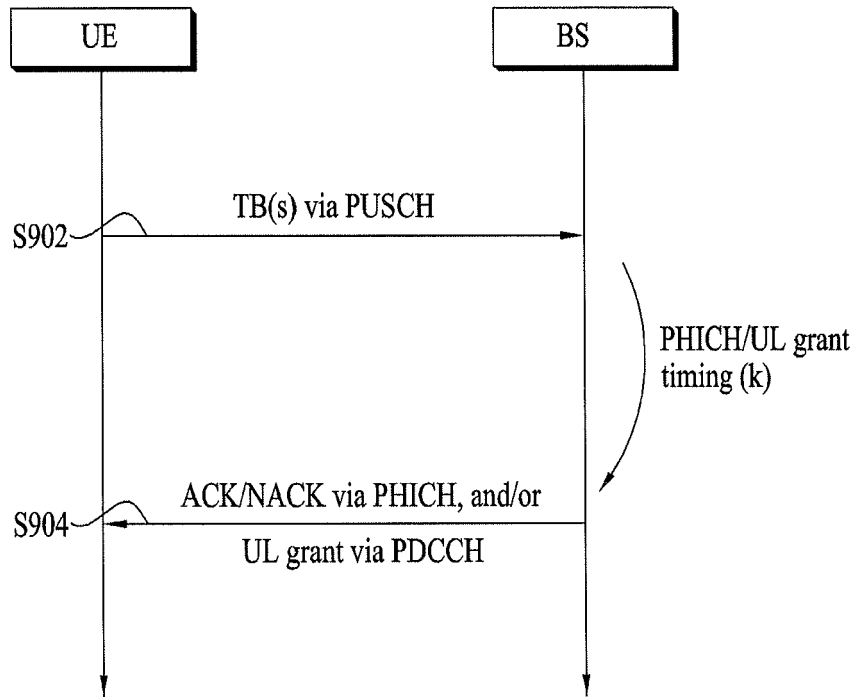 UE
BS
TB(s) via PUSCH
S902
PHICH/UL grant
timing (k)
ACK/NACK via PHICH, and/or
S904
UL grant via PDCCH